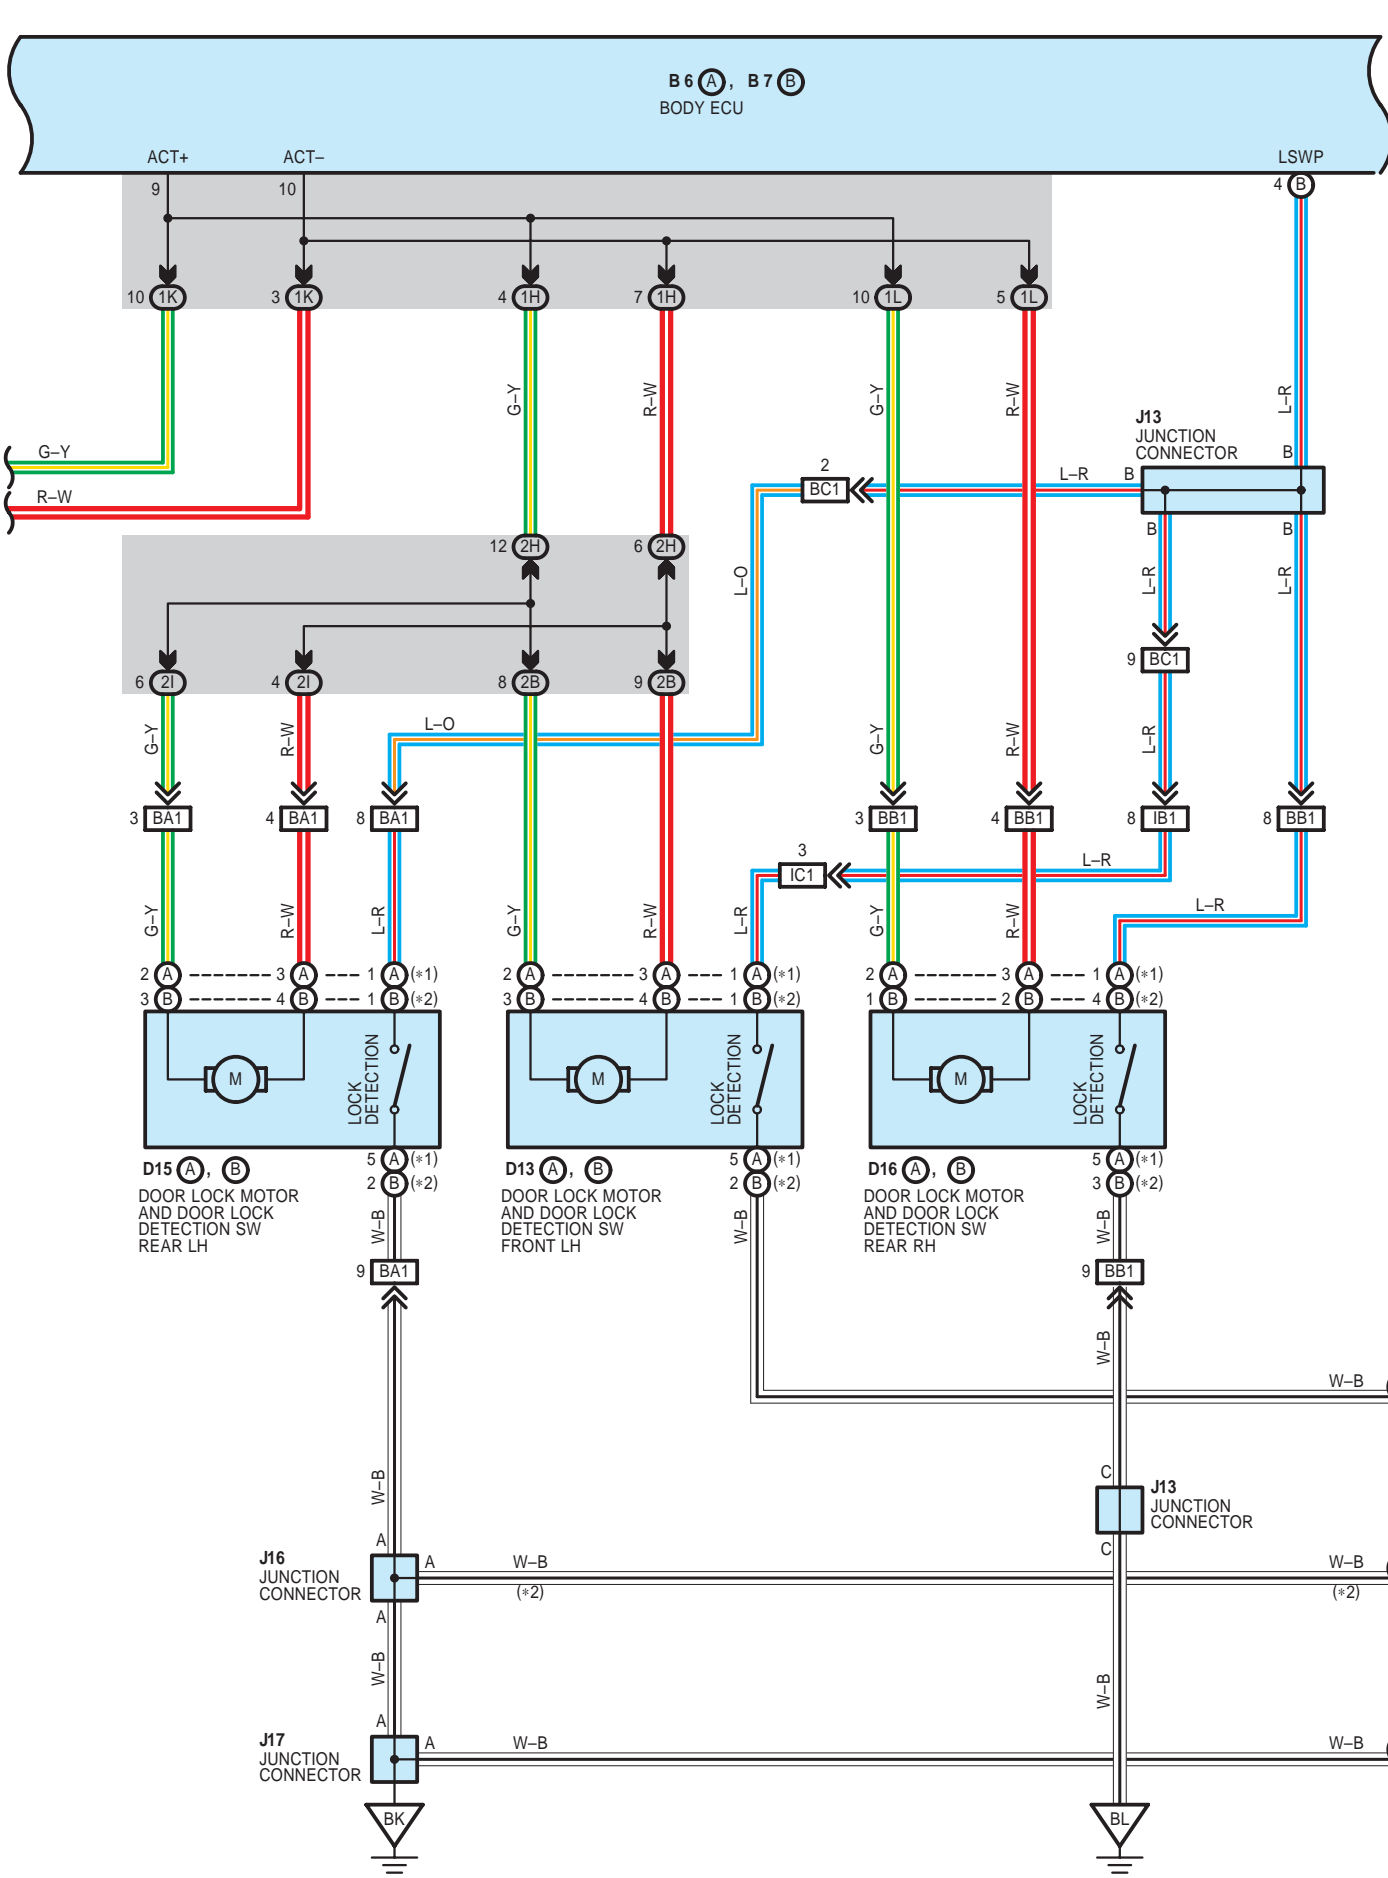 B 6 A , B 7 B
BODY ECU
ACT+
ACT–
LSWP
9
10
4 B
10 1K
3 1K
4 1H
7 1H
10 1L
5 1L
G–Y
R–W
G–Y
R–W
L–R
J13
JUNCTION
CONNECTOR
B
G–Y
R–W
2
BC1
L–R
B
B
B
12 2H
6 2H
L–O
L–R
L–R
9 BC1
6 2I
4 2I
8 2B
9 2B
L–O
G–Y
R–W
G–Y
R–W
L–R
3 BA1
4 BA1
8 BA1
3 BB1
4 BB1
8 IB1
8 BB1
3
IC1
L–R
L–R
G–Y
R–W
L–R
G–Y
R–W
L–R
G–Y
R–W
2 A 3 A 1 A (*1)
3 B 4 B 1 B (*2)
2 A 3 A 1 A (*1)
3 B 4 B 1 B (*2)
2 A 3 A 1 A (*1)
1 B 2 B 4 B (*2)
M
LOCK
DETECTION
M
LOCK
DETECTION
M
LOCK
DETECTION
5 A (*1)
2 B (*2)
5 A (*1)
2 B (*2)
5 A (*1)
3 B (*2)
D15 A , B
DOOR LOCK MOTOR
AND DOOR LOCK
DETECTION SW
REAR LH
D13 A , B
DOOR LOCK MOTOR
AND DOOR LOCK
DETECTION SW
FRONT LH
D16 A , B
DOOR LOCK MOTOR
AND DOOR LOCK
DETECTION SW
REAR RH
W–B
W–B
W–B
9 BA1
9 BB1
W–B
W–B
W–B
C
J13
JUNCTION
CONNECTOR
C
A
J16
JUNCTION
CONNECTOR
A
W–B
(*2)
W–B
(*2)
A
W–B
W–B
A
J17
JUNCTION
CONNECTOR
A
W–B
W–B
BK
BL